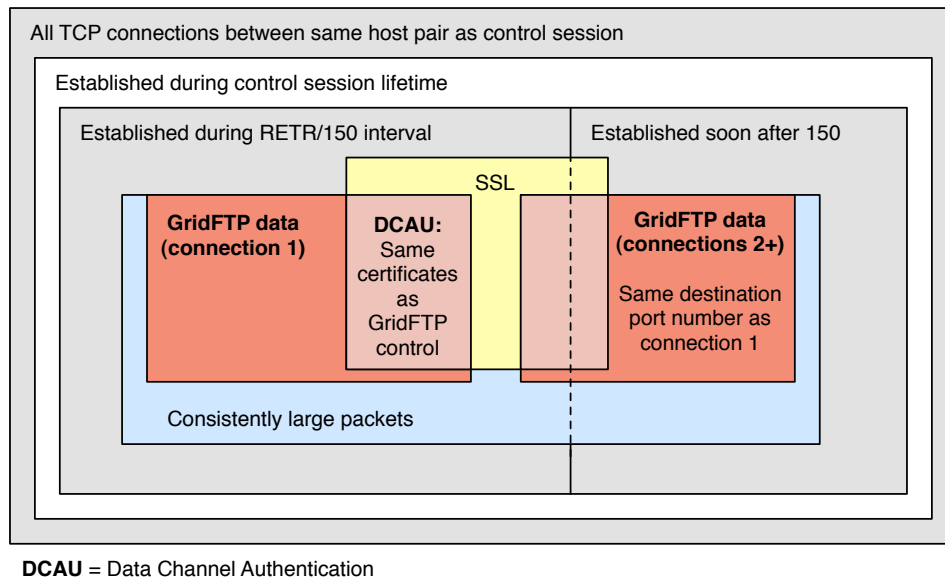 All TCP connections between same host pair as control session
Established during control session lifetime
Established during RETR/150 interval
Established soon after 150
SSL
GridFTP data
(connection 1)
DCAU:
Same
certificates
as
GridFTP
control
GridFTP data
(connections 2+)
Same destination
port number as
connection 1
Consistently large packets
DCAU = Data Channel Authentication